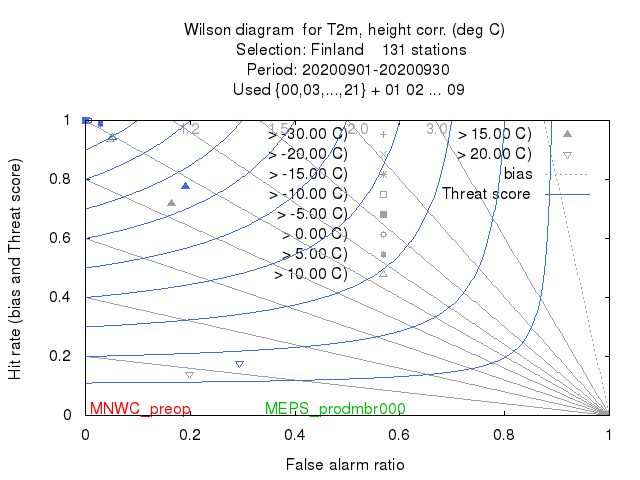 Wilson diagram for T2m, height corr. (deg C)
Selection: Finland 131 stations
Period: 20200901-20200930
Used {00,03,...,21} + 01 02 ... 09
1.2 1.5 2.0 3.0
> -30.00 C)
> -20.00 C)
> -15.00 C)
> -10.00 C)
> -5.00 C)
> 0.00 C)
> 5.00 C)
> 10.00 C)
> 15.00 C)
> 20.00 C)
bias
Threat score
Hit rate (bias and Threat score)
1
0.8
0.6
0.4
0.2
0
MNWC_preop MEPS_prodmbr000
0 0.2 0.4 0.6 0.8 1
False alarm ratio